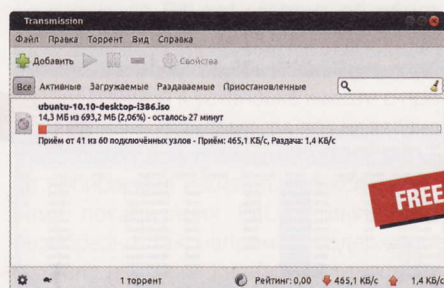 Transmission
Файл Правка Торрент Вид Справка
Добавить Свойства
Все Активные Загружаемые Раздаваемые Приостановленные
ubuntu-10.10-desktop-i386.iso
14,3 МБ из 693,2 МБ (2,06%) - осталось 27 минут
Приём от 41 из 60 подключённых узлов - Приём: 465,1 КБ/с, Раздача: 1,4 КБ/с
FREE
1 торрент Рейтинг: 0,00 465,1 КБ/с 1,4 КБ/с